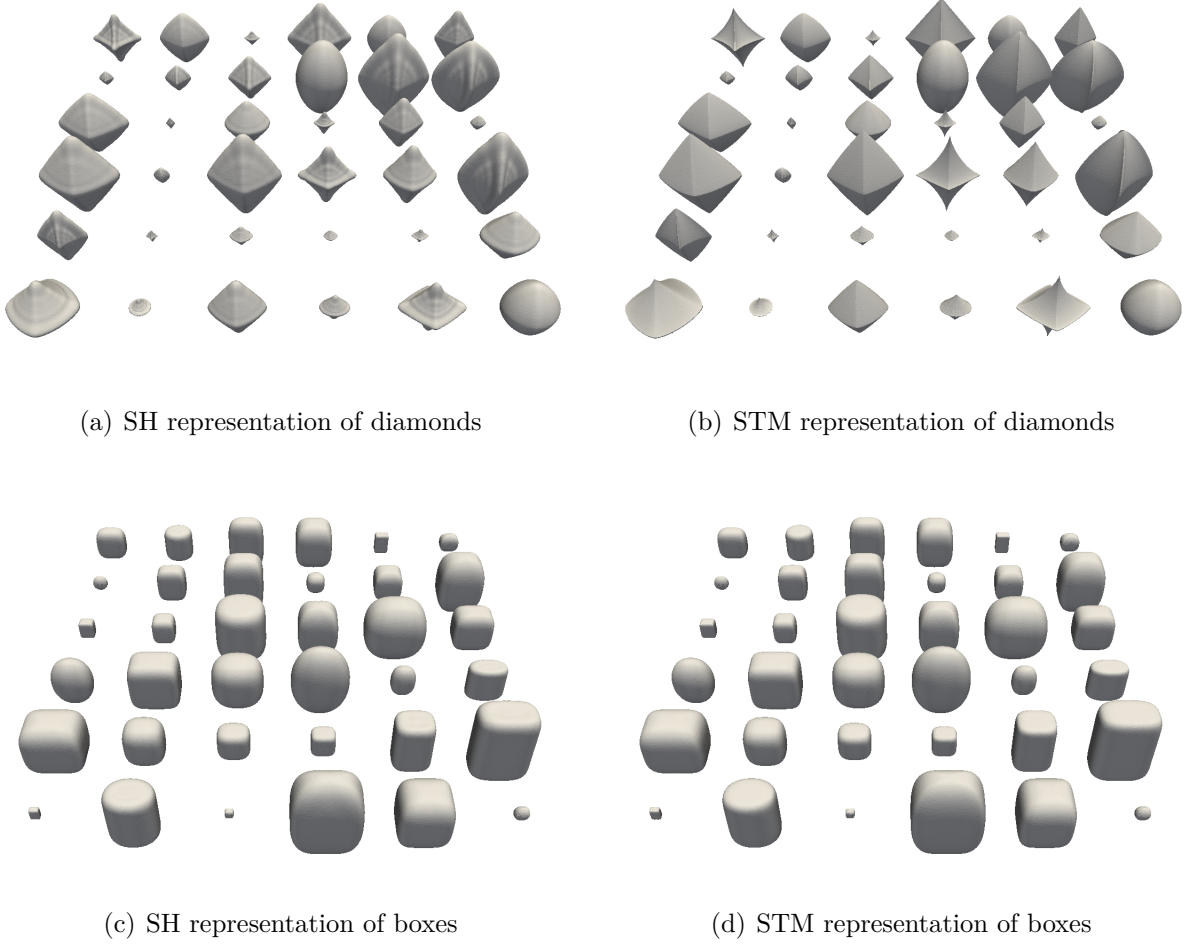 (a) SH representation of diamonds
(b) STM representation of diamonds
(c) SH representation of boxes
(d) STM representation of boxes